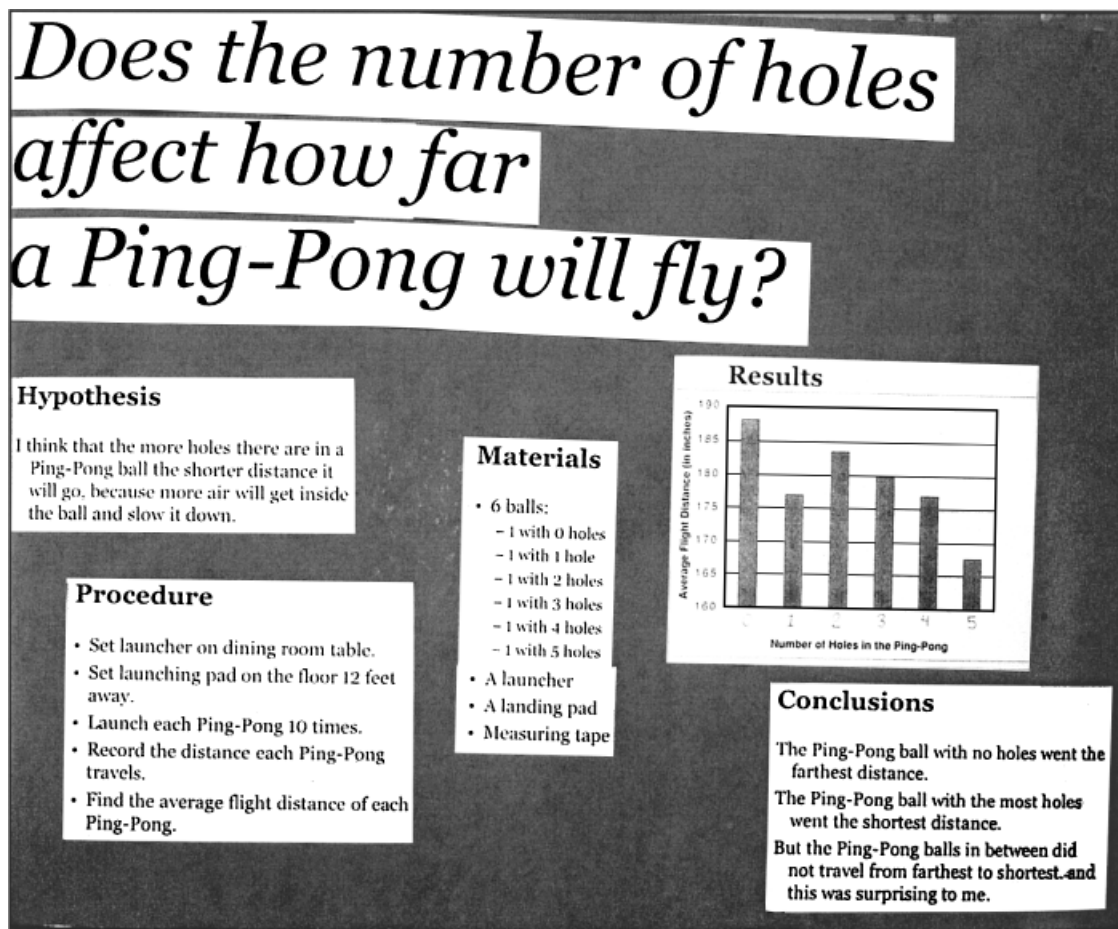 Does the number of holes
affect how far
a Ping-Pong will fly?
Hypothesis
I think that the more holes there are in a
Ping-Pong ball the shorter distance it
will go, because more air will get inside
the ball and slow it down.
Procedure
• Set launcher on dining room table.
• Set launching pad on the floor 12 feet
away.
• Launch each Ping-Pong 10 times.
• Record the distance each Ping-Pong
travels.
• Find the average flight distance of each
Ping-Pong.
Materials
• 6 balls:
– 1 with 0 holes
– 1 with 1 hole
– 1 with 2 holes
– 1 with 3 holes
– 1 with 4 holes
– 1 with 5 holes
• A launcher
• A landing pad
• Measuring tape
Results
Average Flight Distance (in inches)
190
185
180
175
170
165
160
0 1 2 3 4 5
Number of Holes in the Ping-Pong
Conclusions
The Ping-Pong ball with no holes went the
farthest distance.
The Ping-Pong ball with the most holes
went the shortest distance.
But the Ping-Pong balls in between did
not travel from farthest to shortest. and
this was surprising to me.